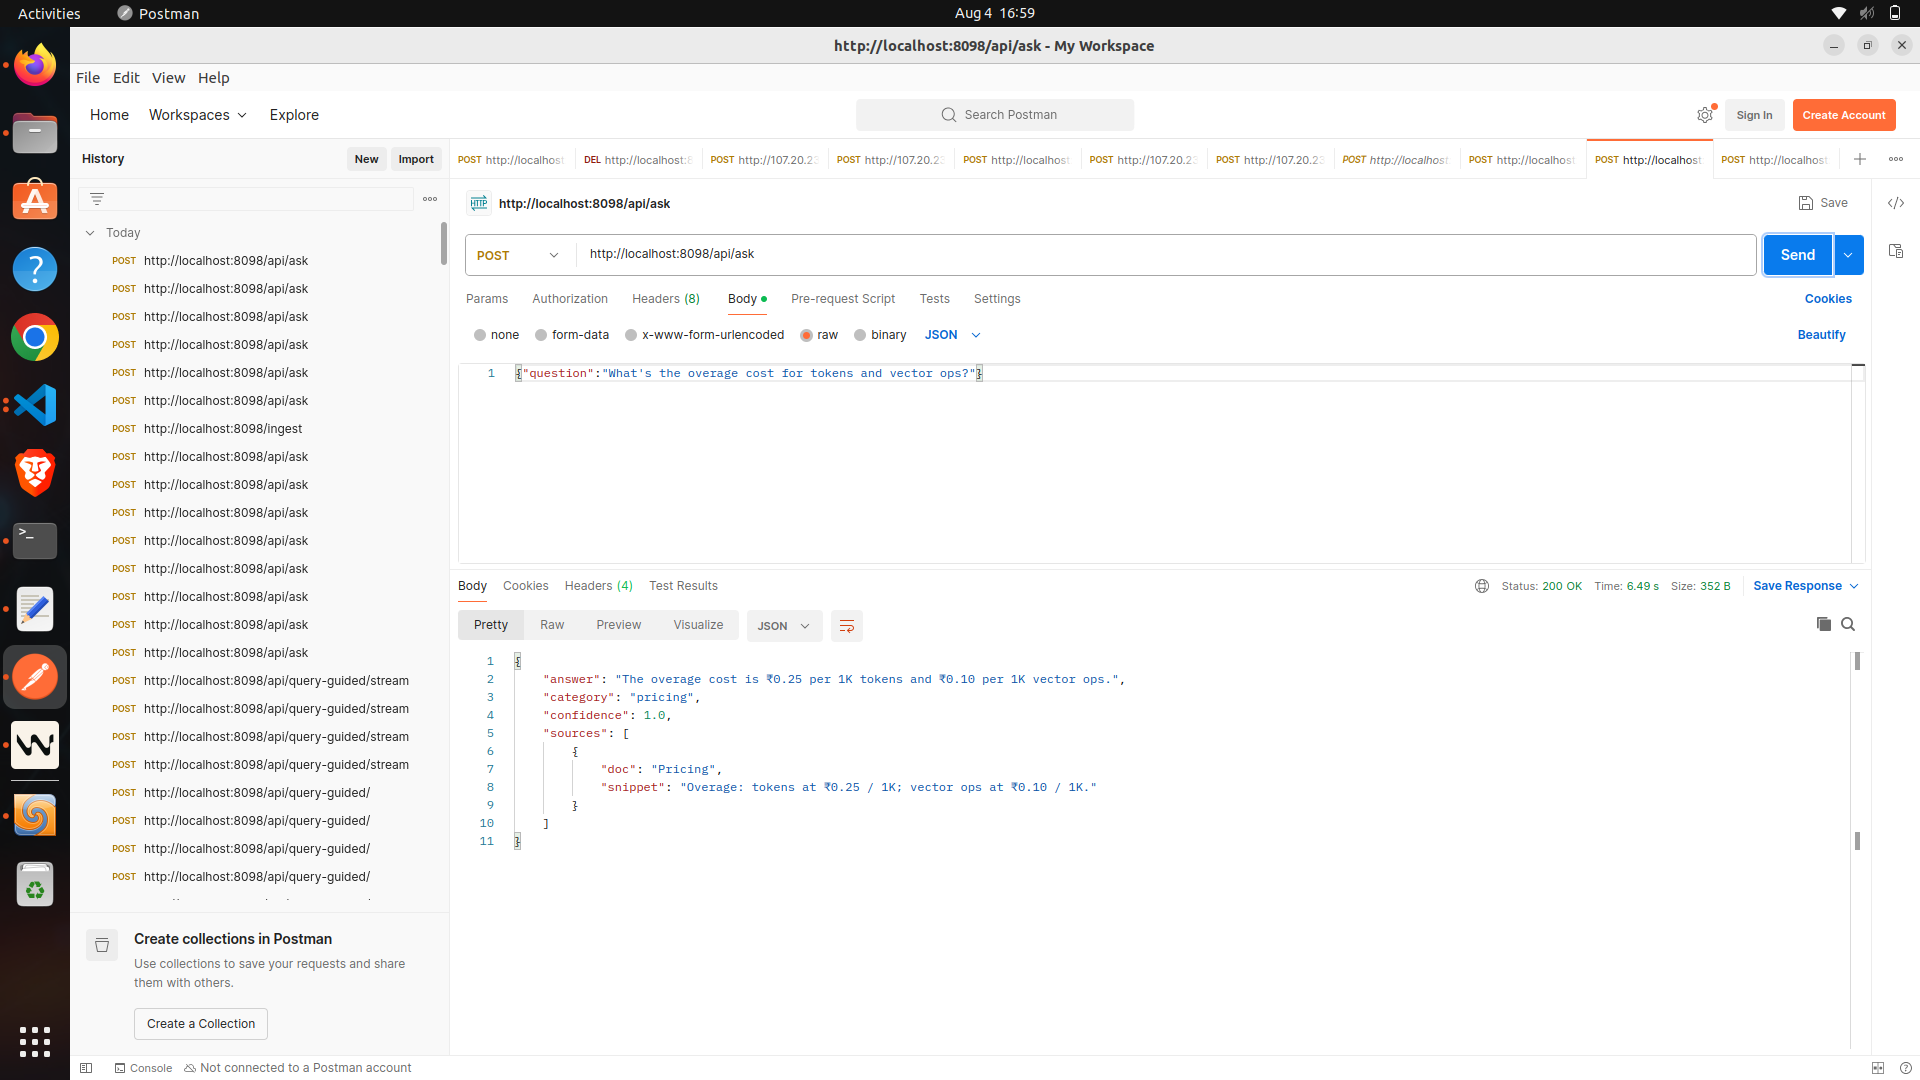 Activities
Postman
Aug 4 16:59
http://localhost:8098/api/ask - My Workspace
File Edit View Help
Home Workspaces Explore
Search Postman
Sign In
Create Account
History
New
Import
POST http://localhost
DEL http://localhost:8
POST http://107.20.23
POST http://107.20.23
POST http://localhost
POST http://107.20.23
POST http://107.20.23
POST http://localhost
POST http://localhost
POST http://localhost
POST http://localhost
HTTP http://localhost:8098/api/ask
Save
POST
http://localhost:8098/api/ask
Send
Params Authorization Headers (8) Body Pre-request Script Tests Settings
Cookies
none form-data x-www-form-urlencoded raw binary JSON
Beautify
1 {"question":"What's the overage cost for tokens and vector ops?"}
Today
POST http://localhost:8098/api/ask
POST http://localhost:8098/api/ask
POST http://localhost:8098/api/ask
POST http://localhost:8098/api/ask
POST http://localhost:8098/api/ask
POST http://localhost:8098/api/ask
POST http://localhost:8098/ingest
POST http://localhost:8098/api/ask
POST http://localhost:8098/api/ask
POST http://localhost:8098/api/ask
POST http://localhost:8098/api/ask
POST http://localhost:8098/api/ask
POST http://localhost:8098/api/ask
POST http://localhost:8098/api/ask
POST http://localhost:8098/api/ask
POST http://localhost:8098/api/query-guided/stream
POST http://localhost:8098/api/query-guided/stream
POST http://localhost:8098/api/query-guided/stream
POST http://localhost:8098/api/query-guided/stream
POST http://localhost:8098/api/query-guided/
POST http://localhost:8098/api/query-guided/
POST http://localhost:8098/api/query-guided/
POST http://localhost:8098/api/query-guided/
Create collections in Postman
Use collections to save your requests and share
them with others.
Create a Collection
Body Cookies Headers (4) Test Results
Status: 200 OK Time: 6.49 s Size: 352 B
Save Response
Pretty Raw Preview Visualize JSON
1 {
2 "answer": "The overage cost is ₹0.25 per 1K tokens and ₹0.10 per 1K vector ops.",
3 "category": "pricing",
4 "confidence": 1.0,
5 "sources": [
6 {
7 "doc": "Pricing",
8 "snippet": "Overage: tokens at ₹0.25 / 1K; vector ops at ₹0.10 / 1K."
9 }
10 ]
11 }
Console
Not connected to a Postman account